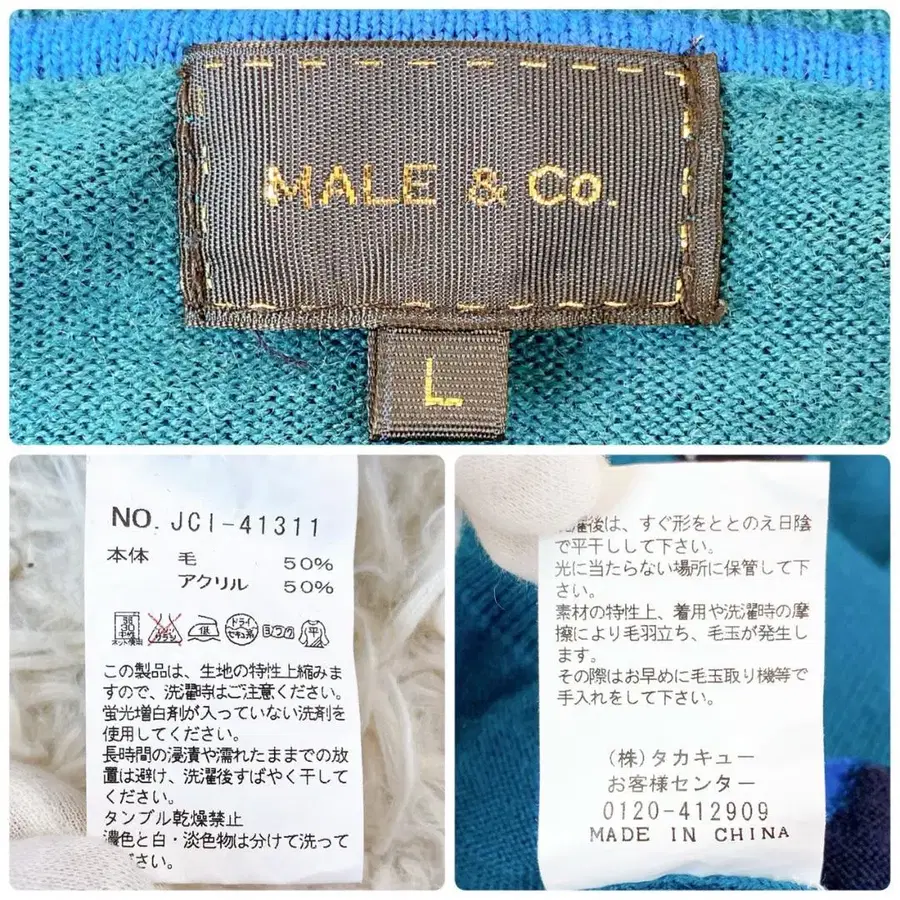 MALE & Co.
L
NO. JCI-41311
本体 毛 50%
アクリル 50%
ドライ
平
この製品は、生地の特性上縮みま
すので、洗濯時はご注意ください。
蛍光増白剤が入っていない洗剤を
使用してください。
長時間の浸漬や濡れたままでの放
置は避け、洗濯後すばやく干して
ください。
タンブル乾燥禁止
濃色と白・淡色物は分けて洗って
ださい。
洗濯後は、すぐ形をととのえ日陰
で平干しして下さい。
光に当たらない場所に保管して下
さい。
素材の特性上、着用や洗濯時の摩
擦により毛羽立ち、毛玉が発生し
ます。
その際はお早めに毛玉取り機等で
手入れをして下さい。
(株)タカキュー
お客様センター
0120-412909
MADE IN CHINA